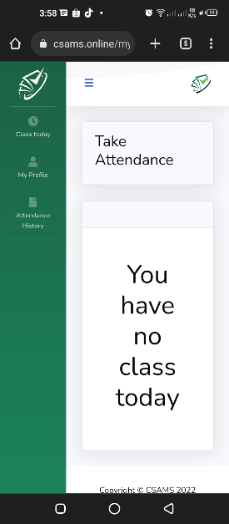 3:58
csams.online/my
5
Class today
My Profile
Attendance
History
Take
Attendance
You
have
no
class
today
Copyright © CSAMS 2022